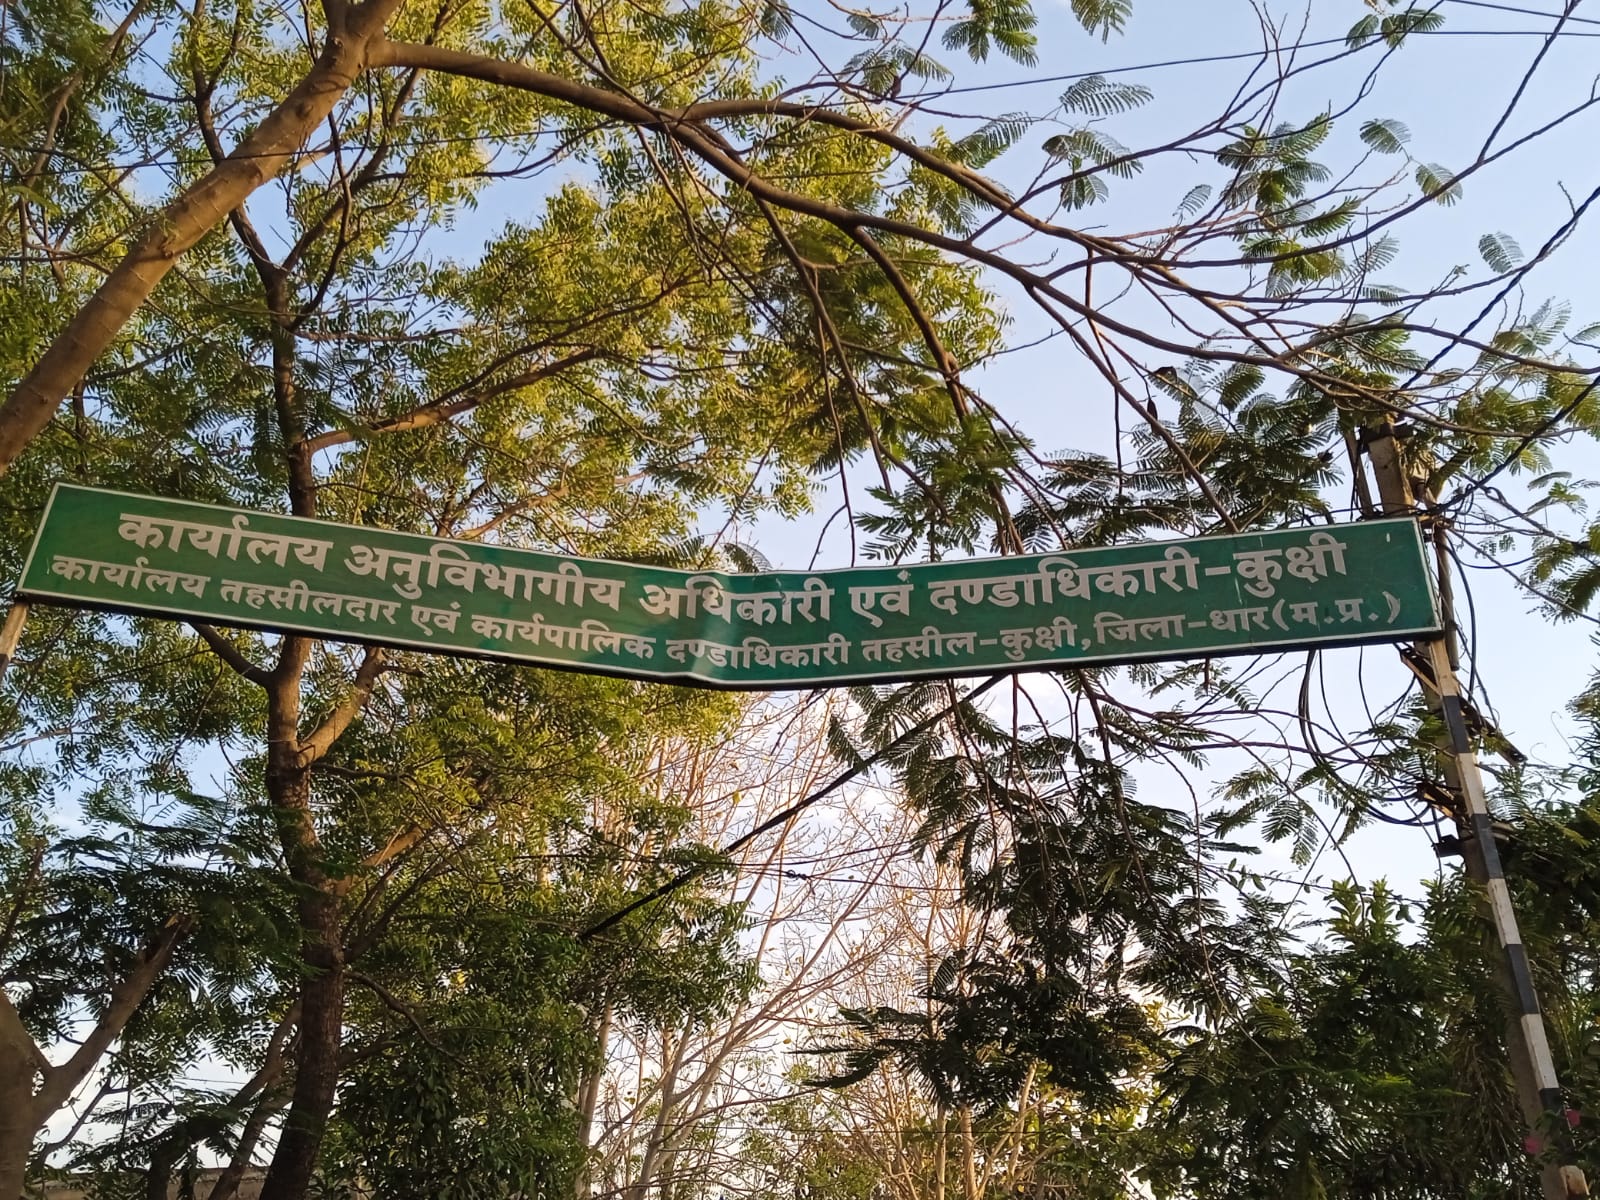 कार्यालय अनुविभागीय अधिकारी एवं दण्डाधिकारी-कुक्षी
कार्यालय तहसीलदार एवं कार्यपालिक दण्डाधिकारी तहसील-कुक्षी, जिला-धार(म.प्र.)